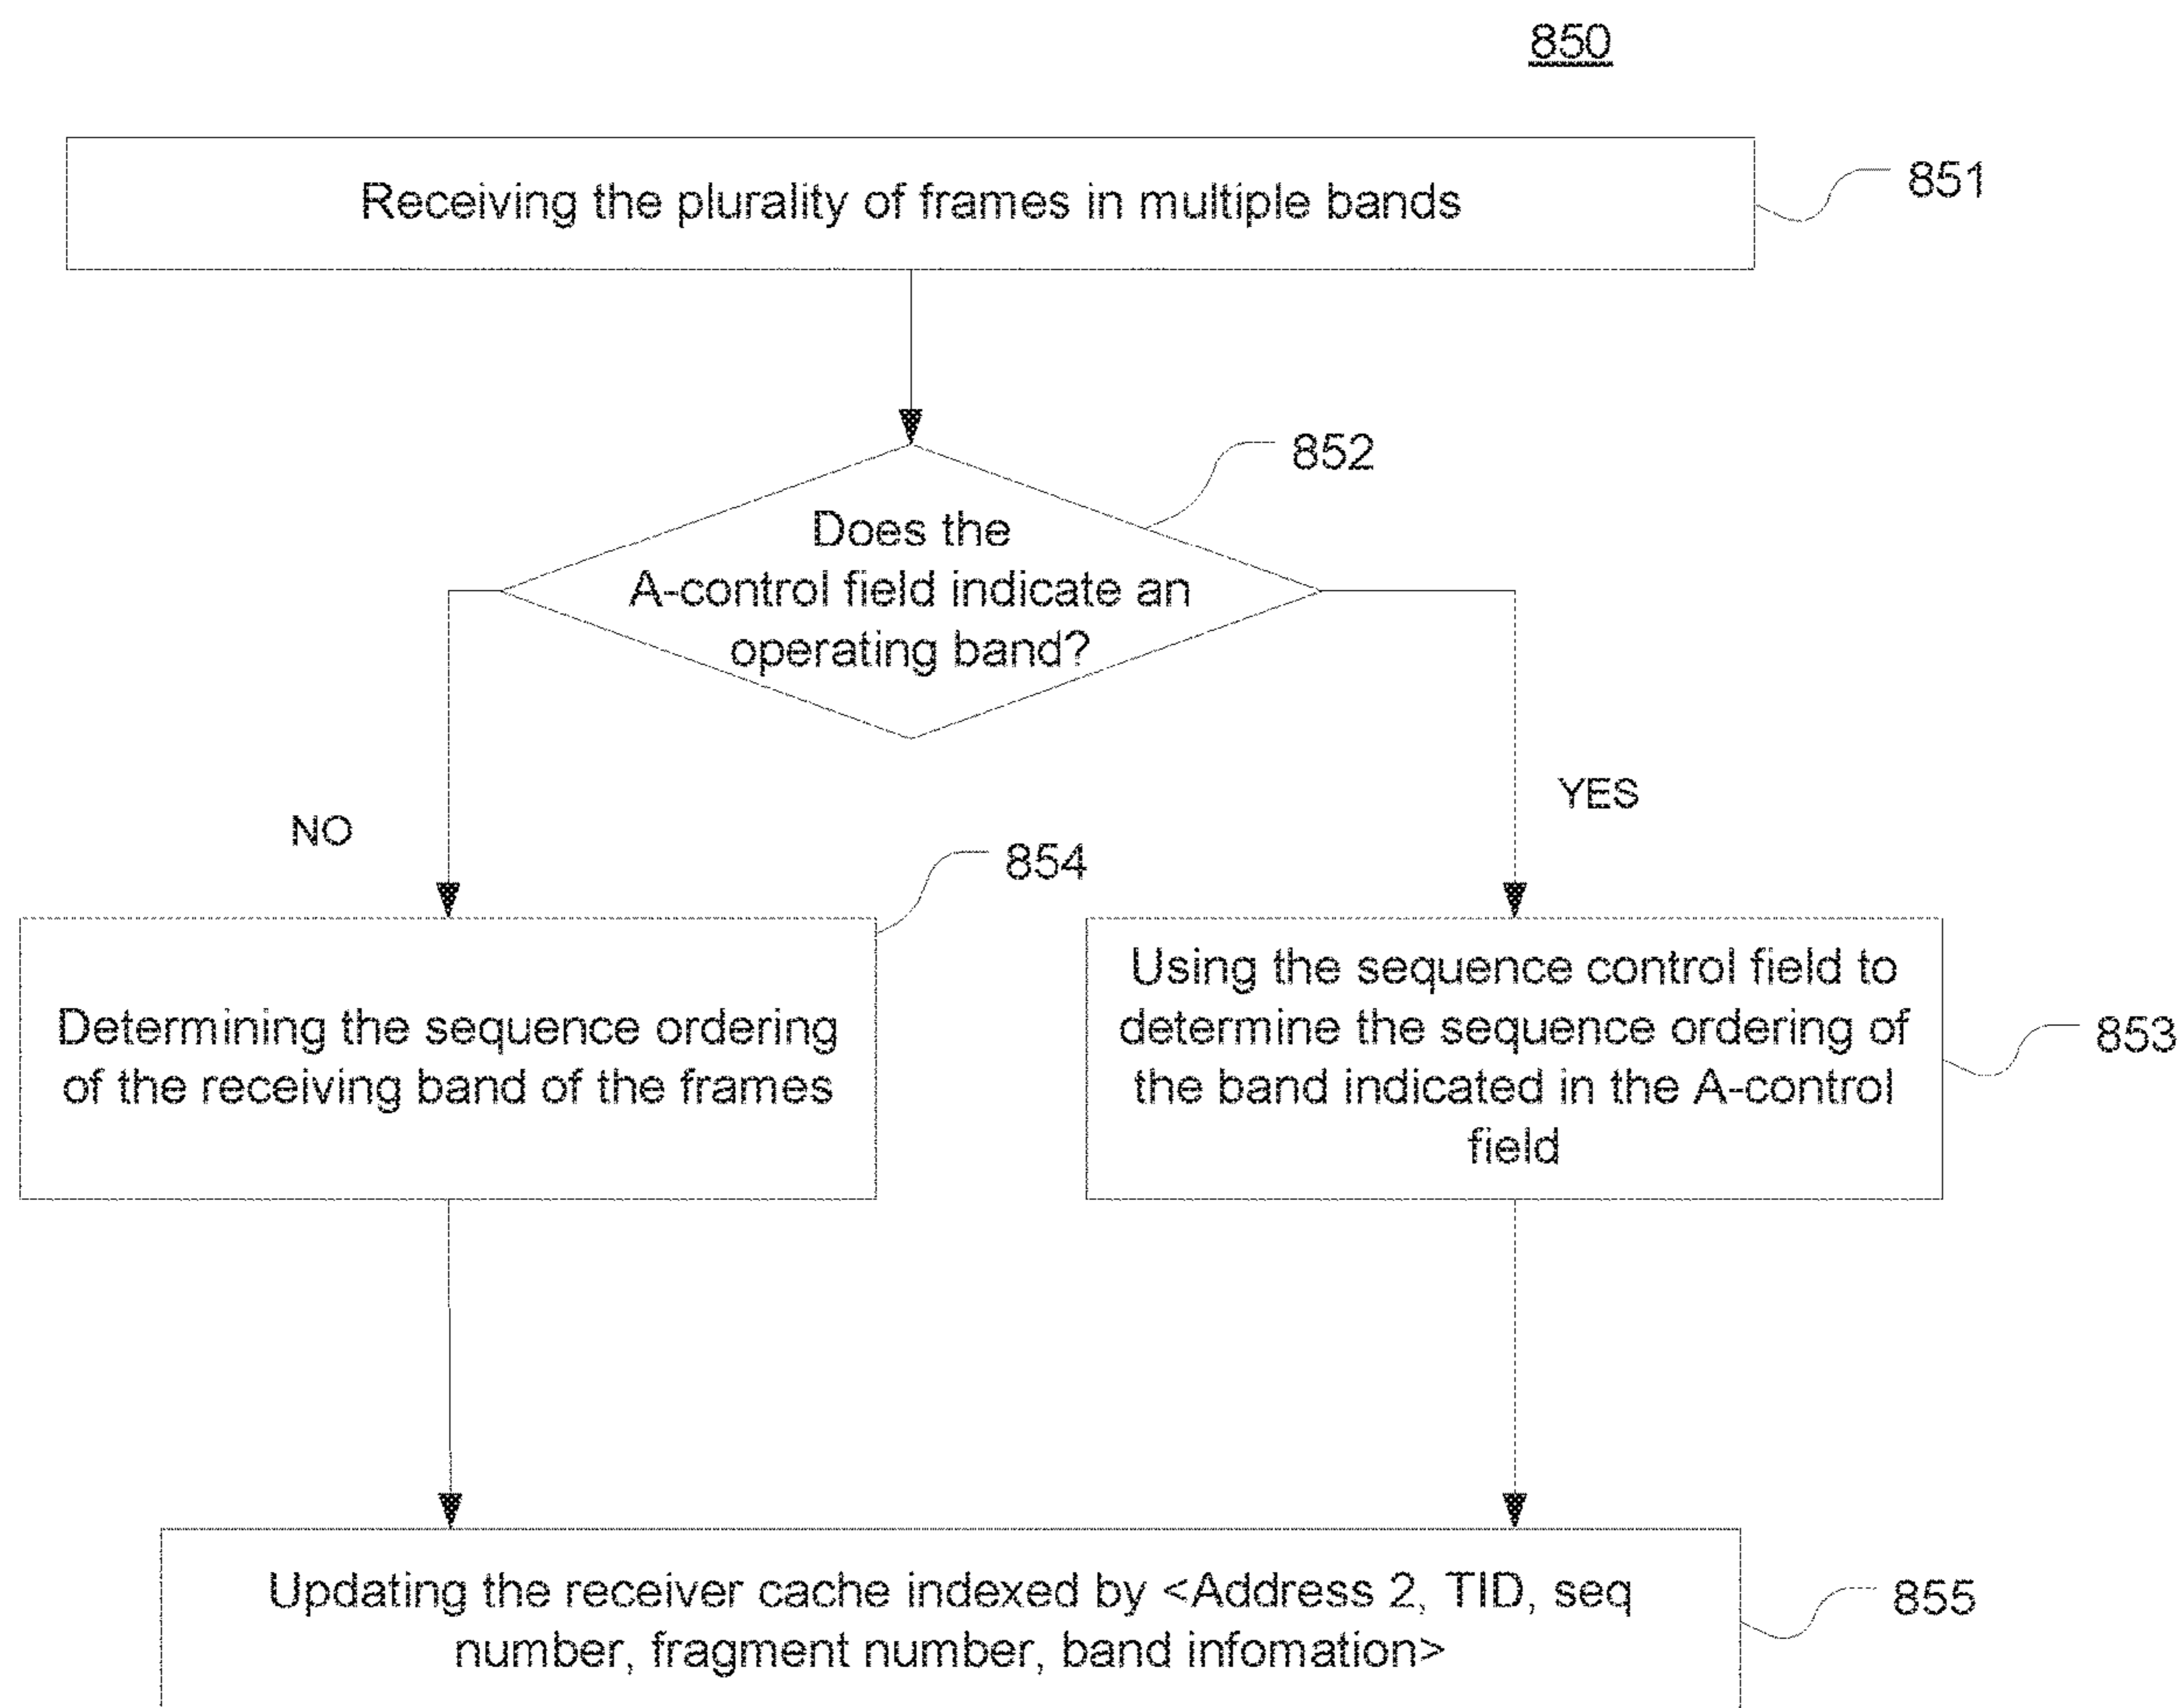 850
Receiving the plurality of frames in multiple bands
851
852
Does the
A-control field indicate an
operating band?
YES
NO
854
Determining the sequence ordering
of the receiving band of the frames
Using the sequence control field to
determine the sequence ordering of
the band indicated in the A-control
field
853
Updating the receiver cache indexed by <Address 2, TID, seq
number, fragment number, band infomation>
855